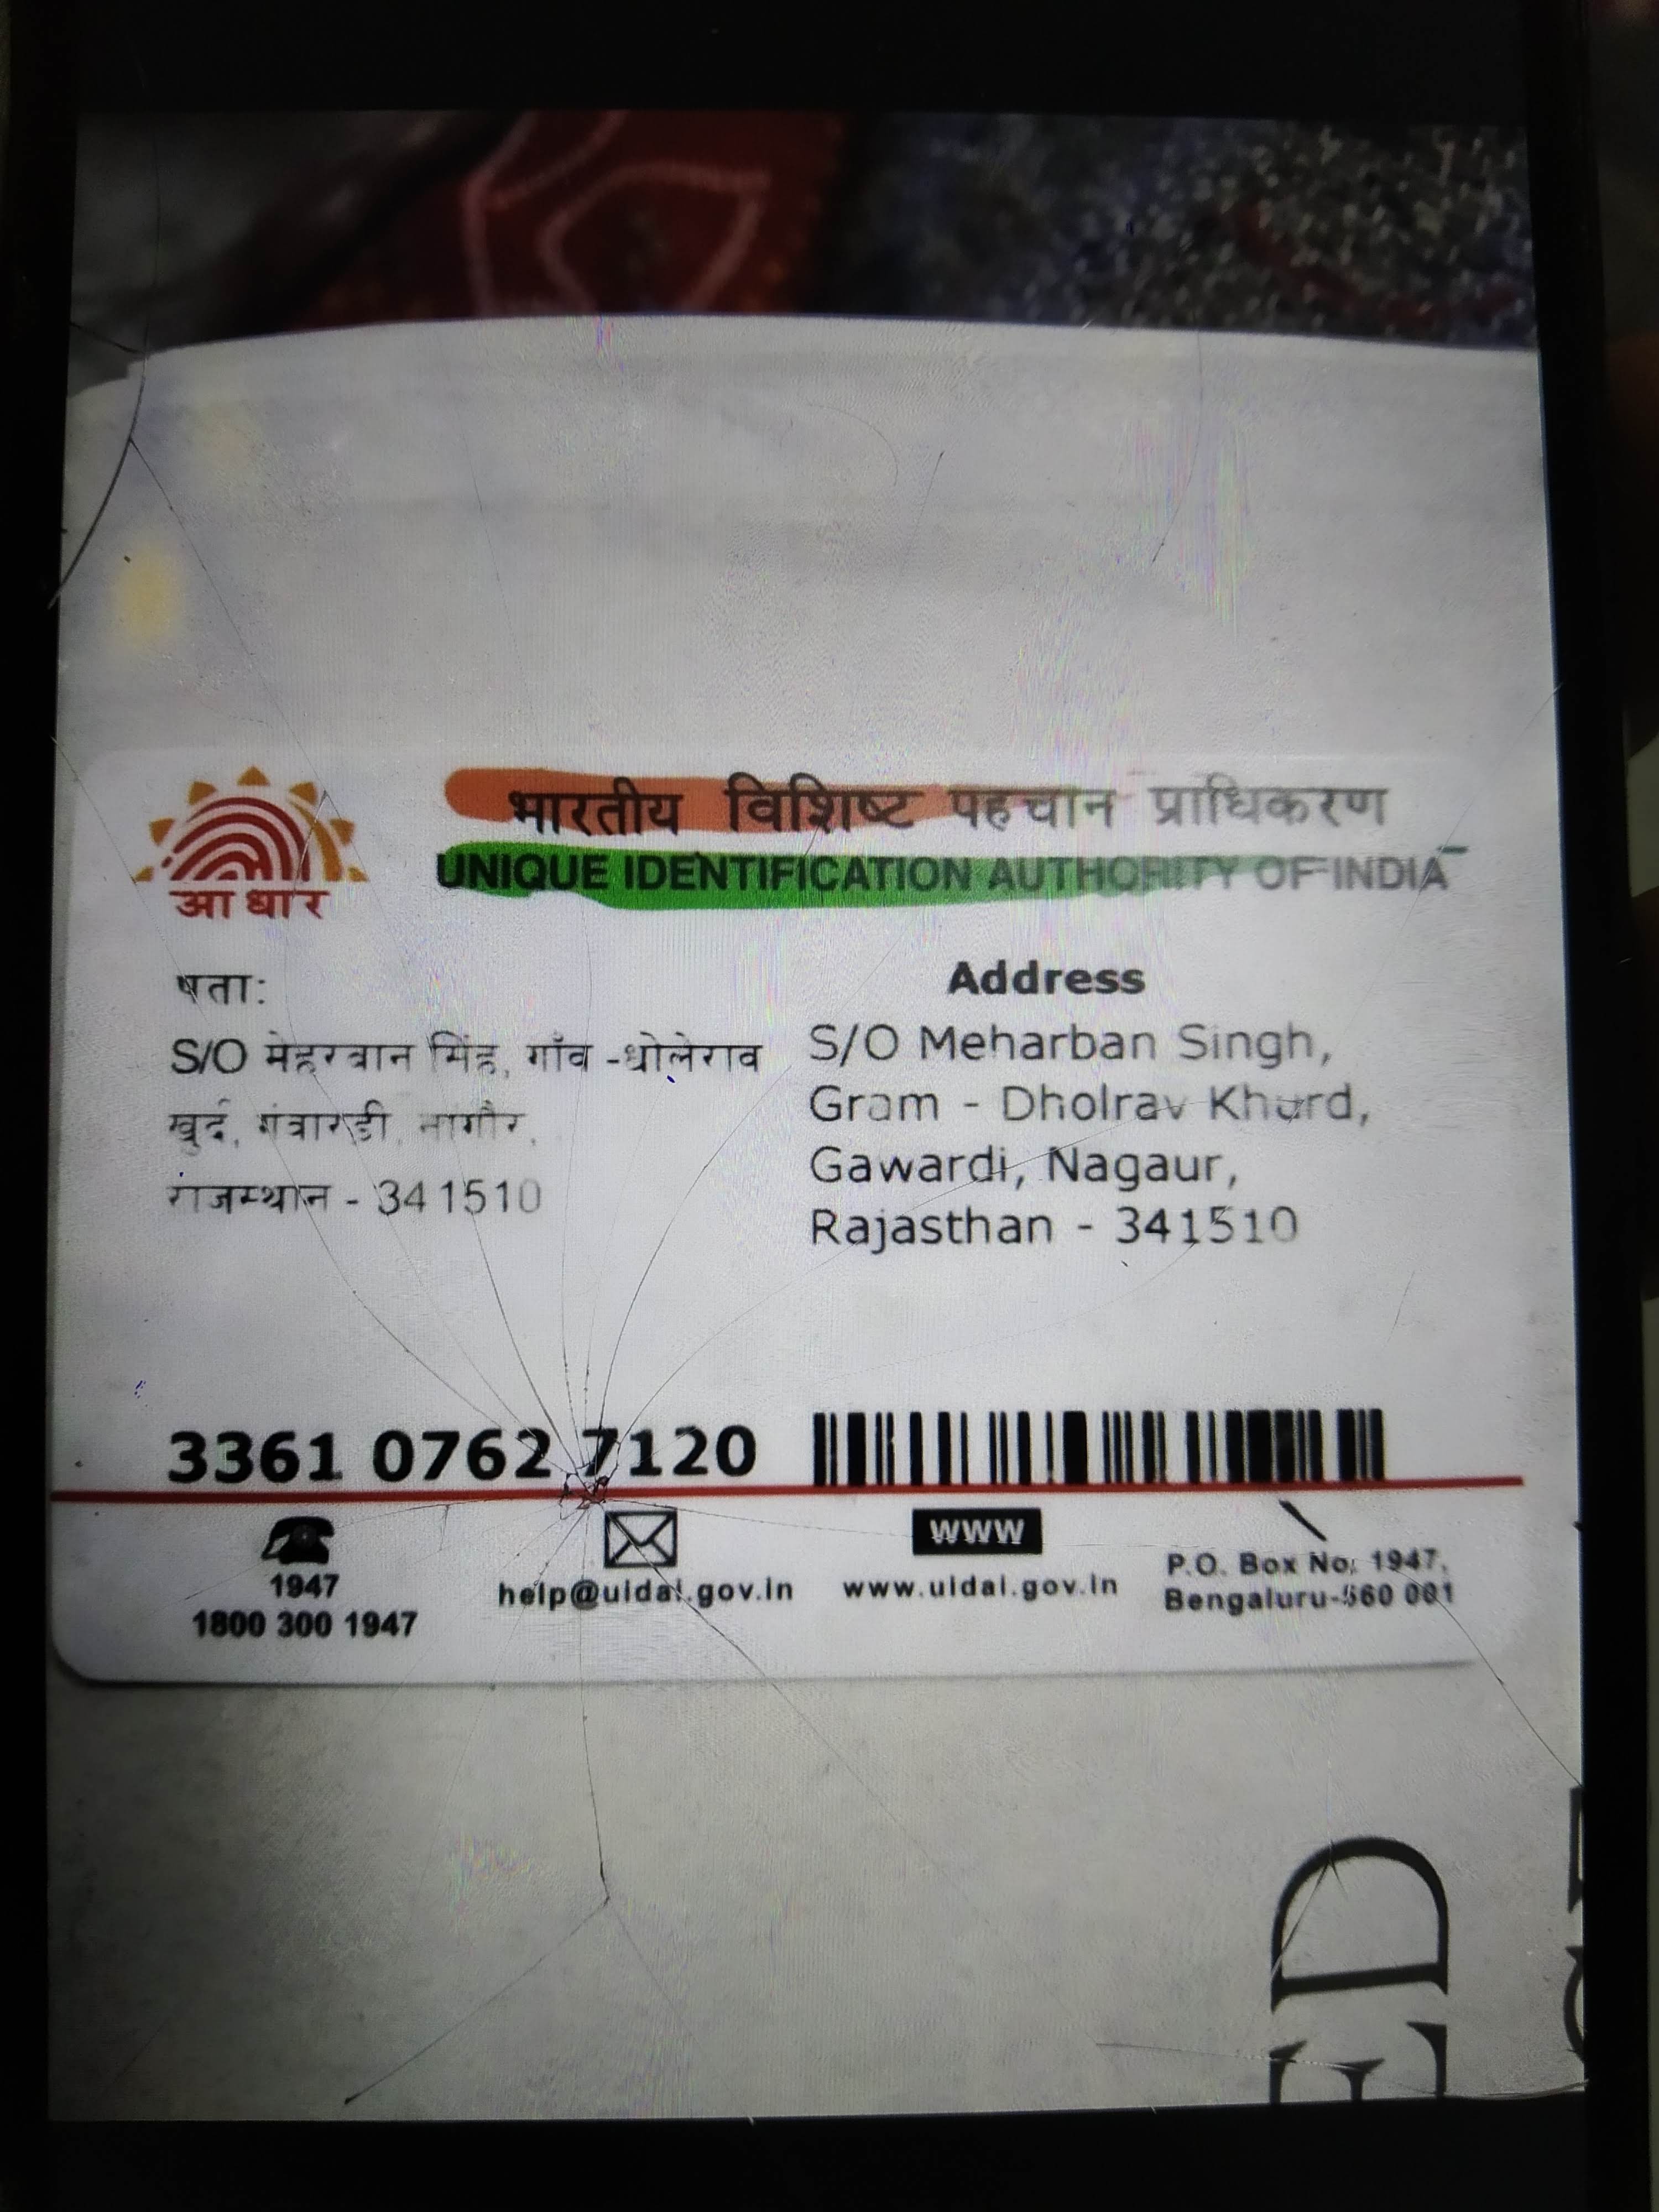 आधार
भारतीय विशिष्ट पहचान प्राधिकरण
UNIQUE IDENTIFICATION AUTHORITY OF INDIA
पता:
S/O मेहरबान सिंह, गाँव -धोलेराव
खुर्द, गंवारडी, नागौर,
राजस्थान - 341510
Address
S/O Meharban Singh,
Gram - Dholrav Khurd,
Gawardi, Nagaur,
Rajasthan - 341510
3361 0762 7120
1947
1800 300 1947
help@uidai.gov.in
WWW
www.uidai.gov.in
P.O. Box No. 1947,
Bengaluru-560 001
ED